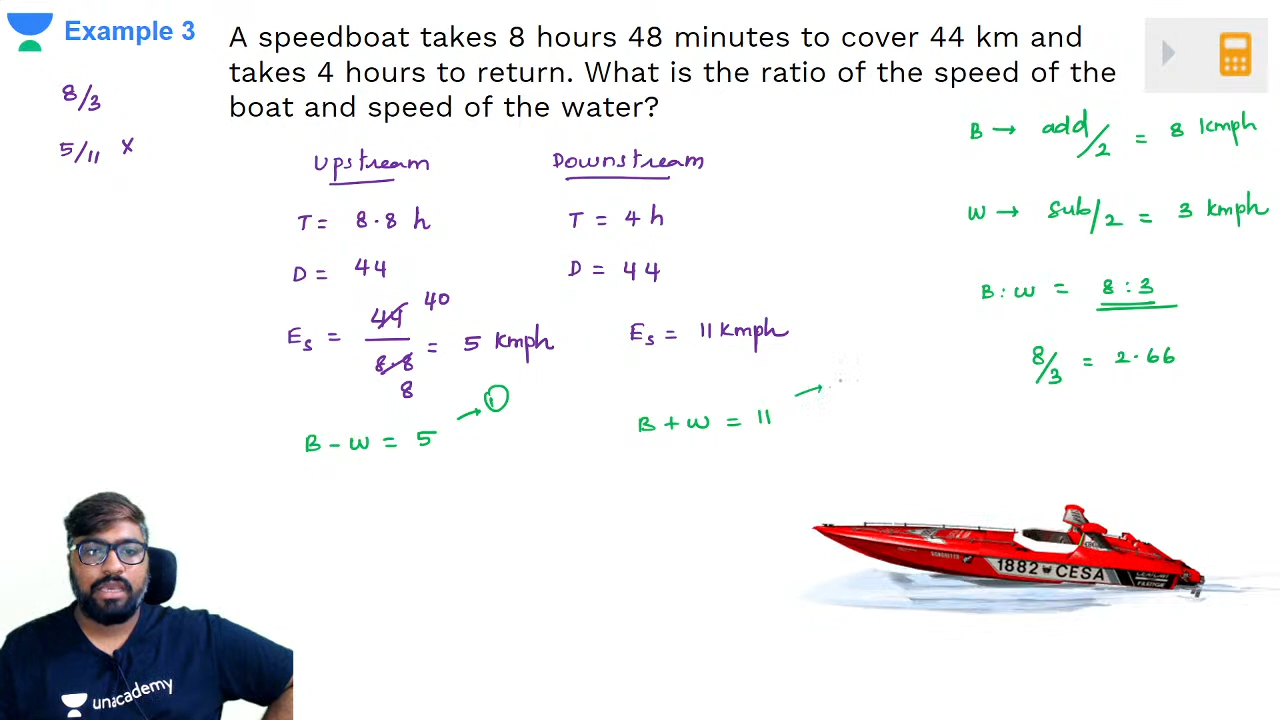 Example 3
A speedboat takes 8 hours 48 minutes to cover 44 km and
takes 4 hours to return. What is the ratio of the speed of the
boat and speed of the water?
8/3
5/11 x
Upstream
T = 8.8 h
D = 44
Es = 44/8.8 = 5 Kmph
40
8
B - W = 5 → 1
Downstream
T = 4 h
D = 44
Es = 11 Kmph
B + W = 11 →
B → add/2 = 8 kmph
W → sub/2 = 3 kmph
B : W = 8 : 3
8/3 = 2.66
1882 CESA
unacademy